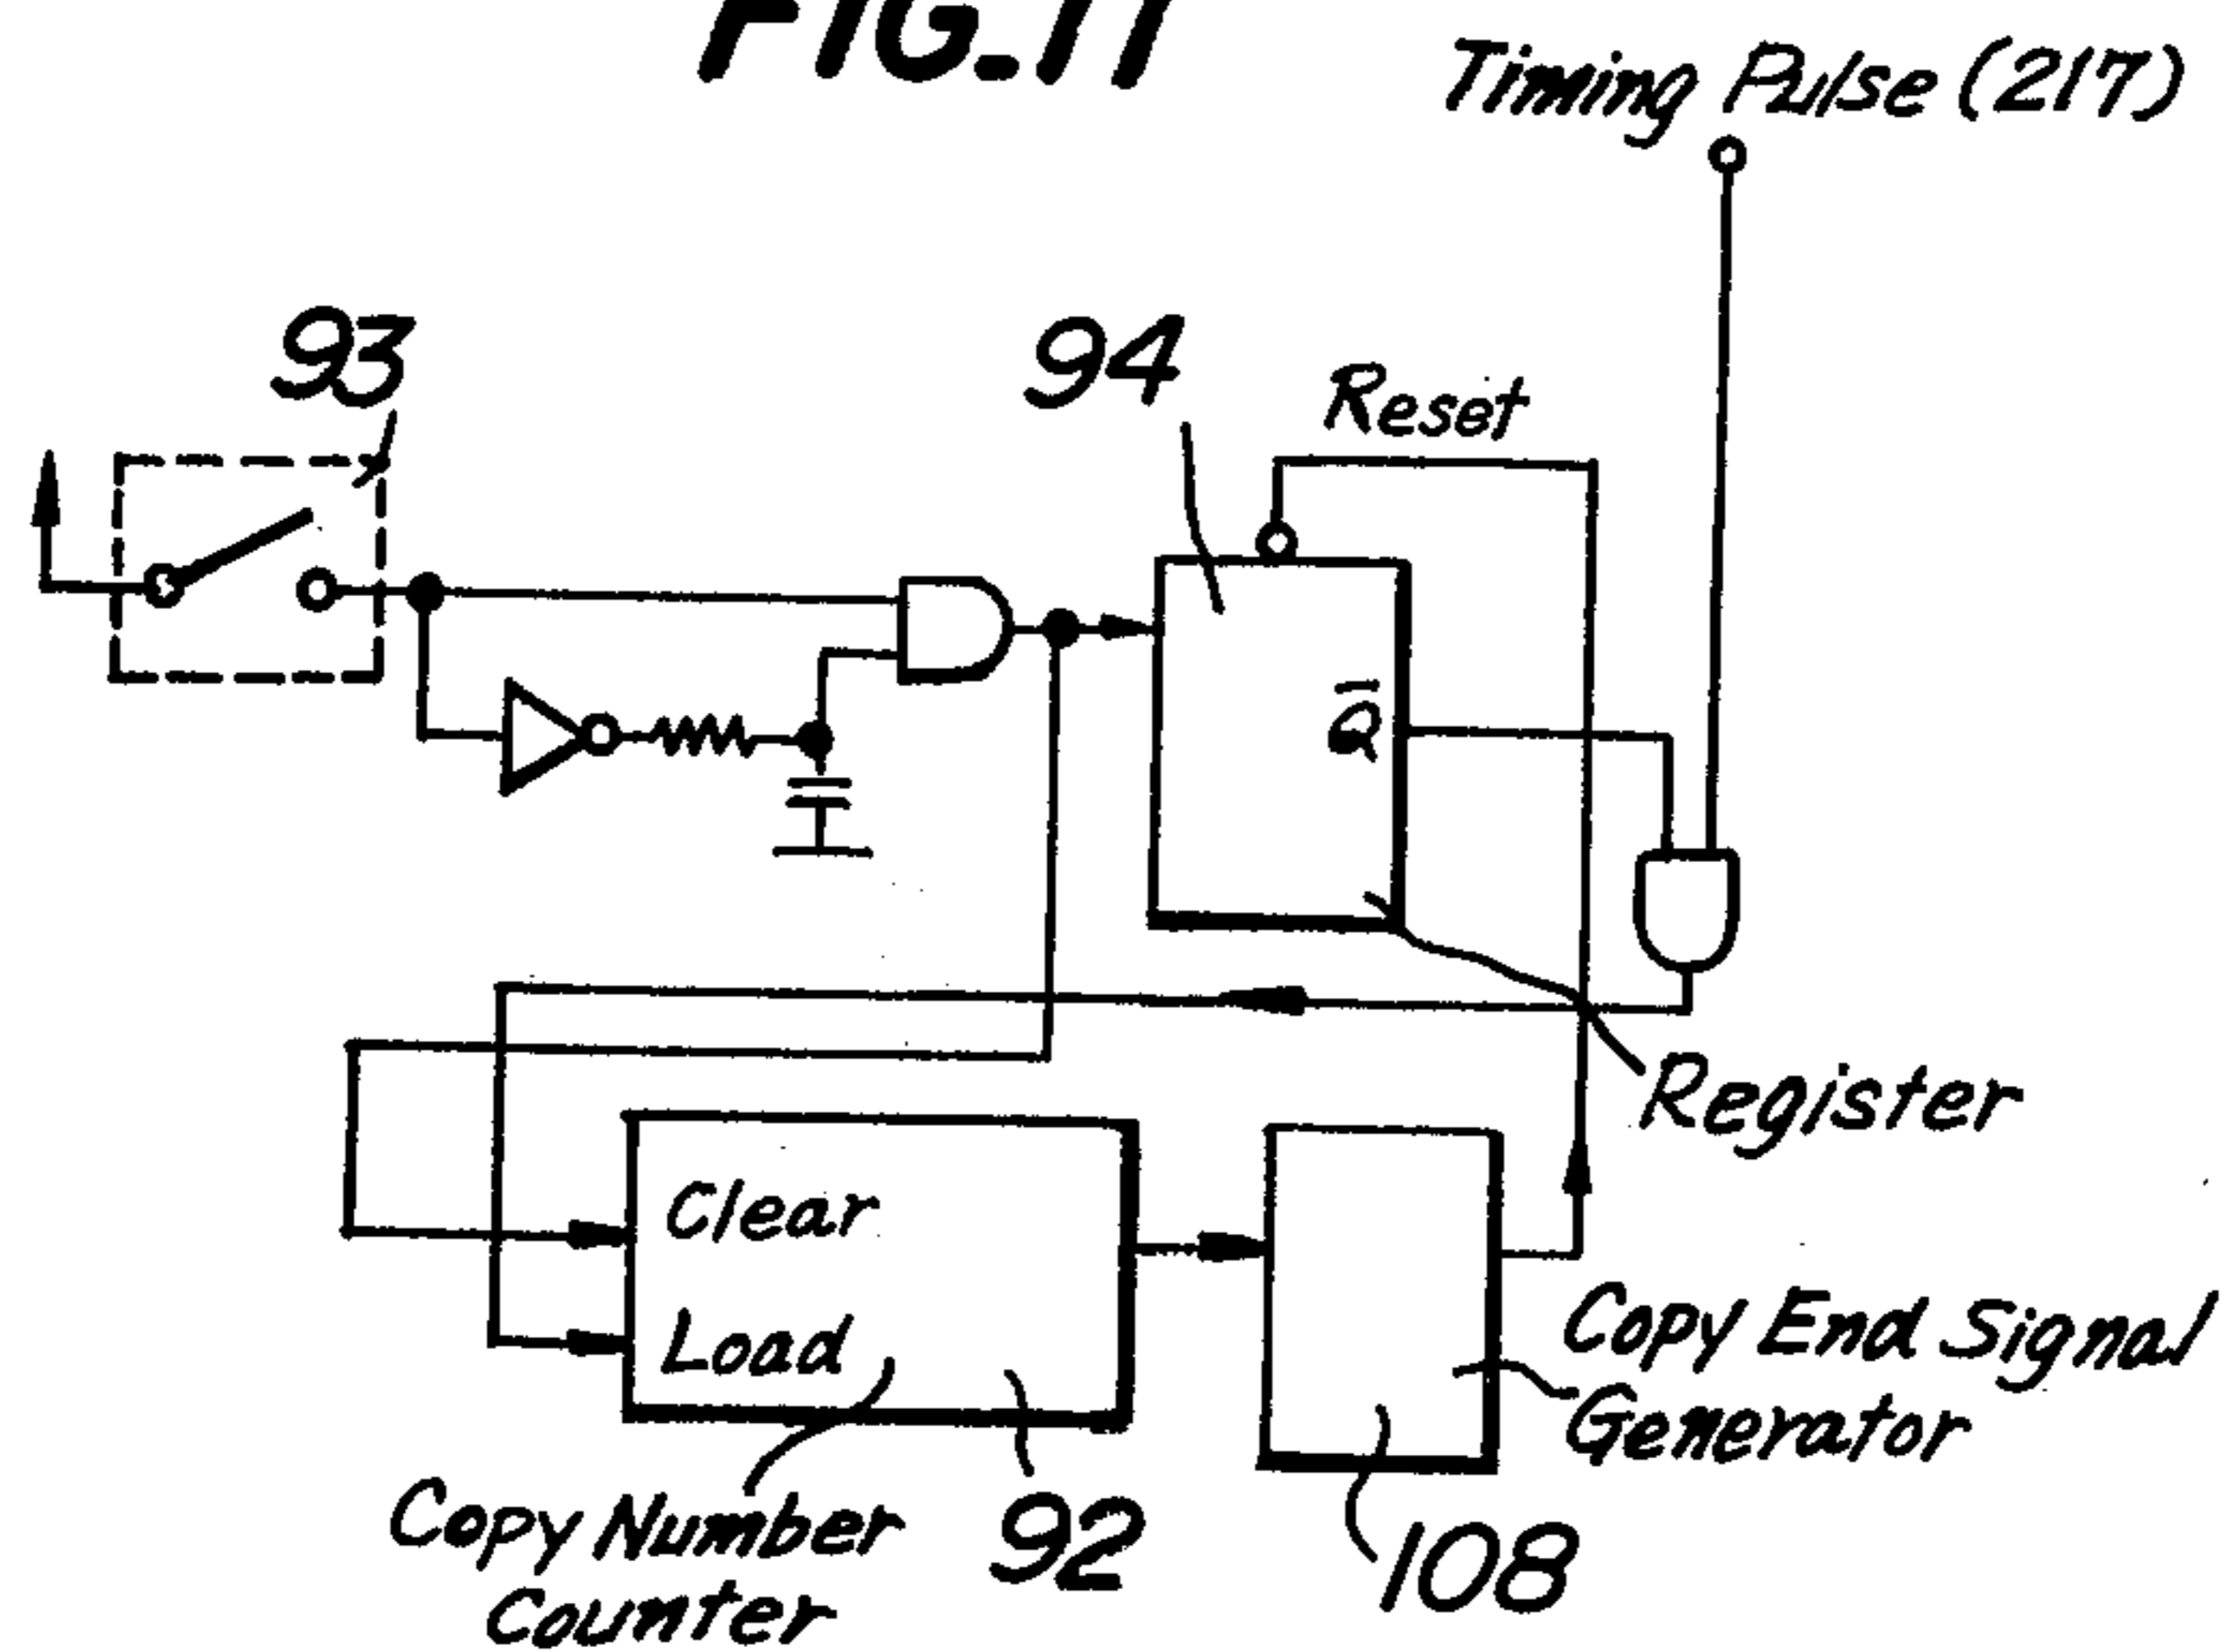 FIG. 11
Timing Pulse (217)
93
94
Reset
Q̅
Register
Clear
Load
Copy End Signal
Generator
Copy Number
Counter
92
108